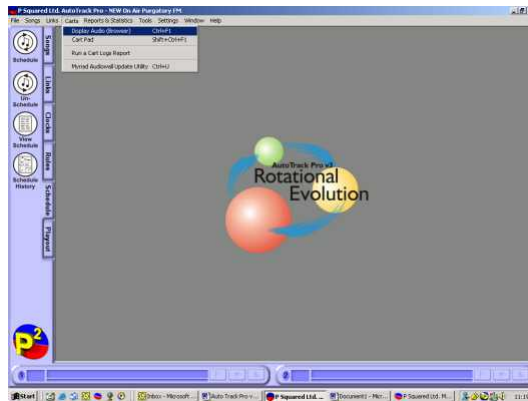 P Squared Ltd. AutoTrack Pro - NEW On Air Purgatory FM
File Songs Links Carts Reports & Statistics Tools Settings Window Help
Display Audio (Browser) Ctrl+F1
Cart Pad Shift+Ctrl+F1
Run a Cart Logs Report
Myriad Audiowall Update Utility Ctrl+U
Schedule
Un-
Schedule
View
Schedule
Schedule
History
Songs
Links
Clocks
Rules
Schedule
Playout
AutoTrack Pro v3
Rotational
Evolution
P2
1
2
Start
Inbox - Microsoft ...
Auto Track Pro v...
P Squared Ltd. ...
Document1 - Micr...
P Squared Ltd. M...